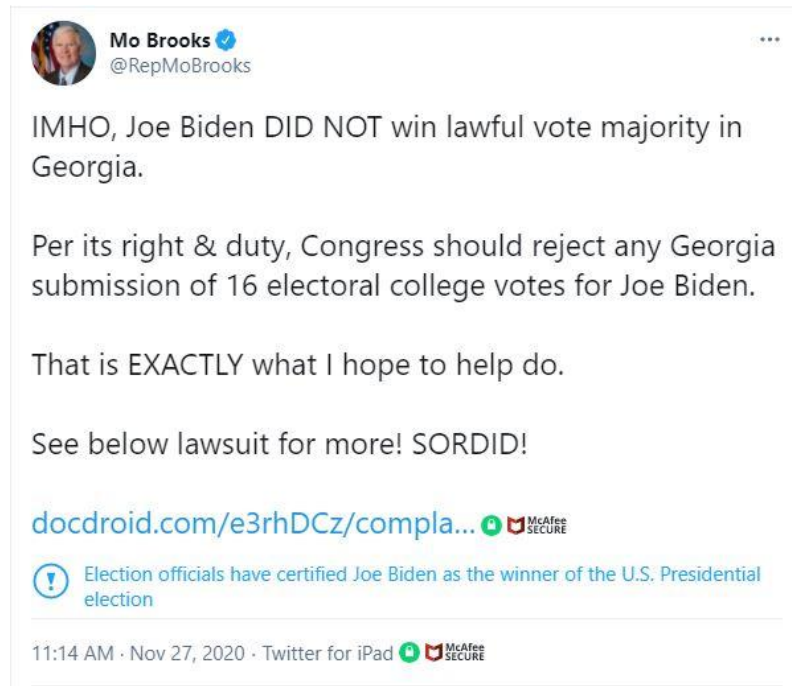 Mo Brooks
@RepMoBrooks
IMHO, Joe Biden DID NOT win lawful vote majority in
Georgia.
Per its right & duty, Congress should reject any Georgia
submission of 16 electoral college votes for Joe Biden.
That is EXACTLY what I hope to help do.
See below lawsuit for more! SORDID!
docdroid.com/e3rhDCz/compla... McAfee SECURE
Election officials have certified Joe Biden as the winner of the U.S. Presidential
election
11:14 AM · Nov 27, 2020 · Twitter for iPad McAfee SECURE